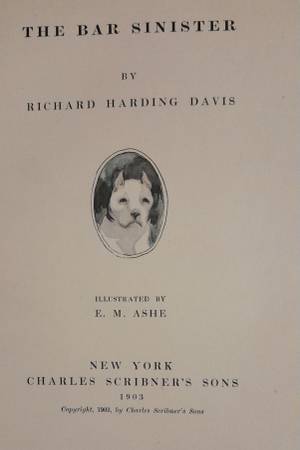 THE BAR SINISTER
BY
RICHARD HARDING DAVIS
ILLUSTRATED BY
E. M. ASHE
NEW YORK
CHARLES SCRIBNER'S SONS
1903
Copyright, 1903, by Charles Scribner's Sons